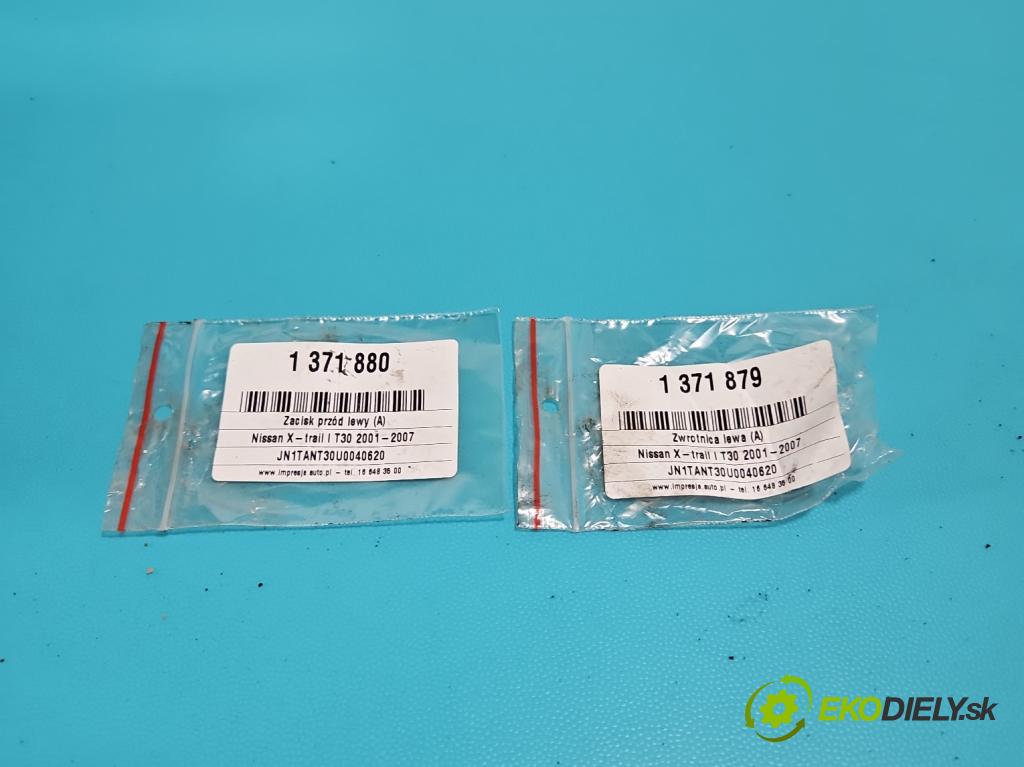 1 371 880
Zacisk przód lewy (A)
Nissan X-trail I T30 2001-2007
JN1TANT30U0040620
www.impresja.auto.pl - tel. 16 648 36 00
1 371 879
Zwrotnica lewa (A)
Nissan X-trail I T30 2001-2007
JN1TANT30U0040620
www.impresja.auto.pl - tel. 16 648 36 00
EKODIELY.sk